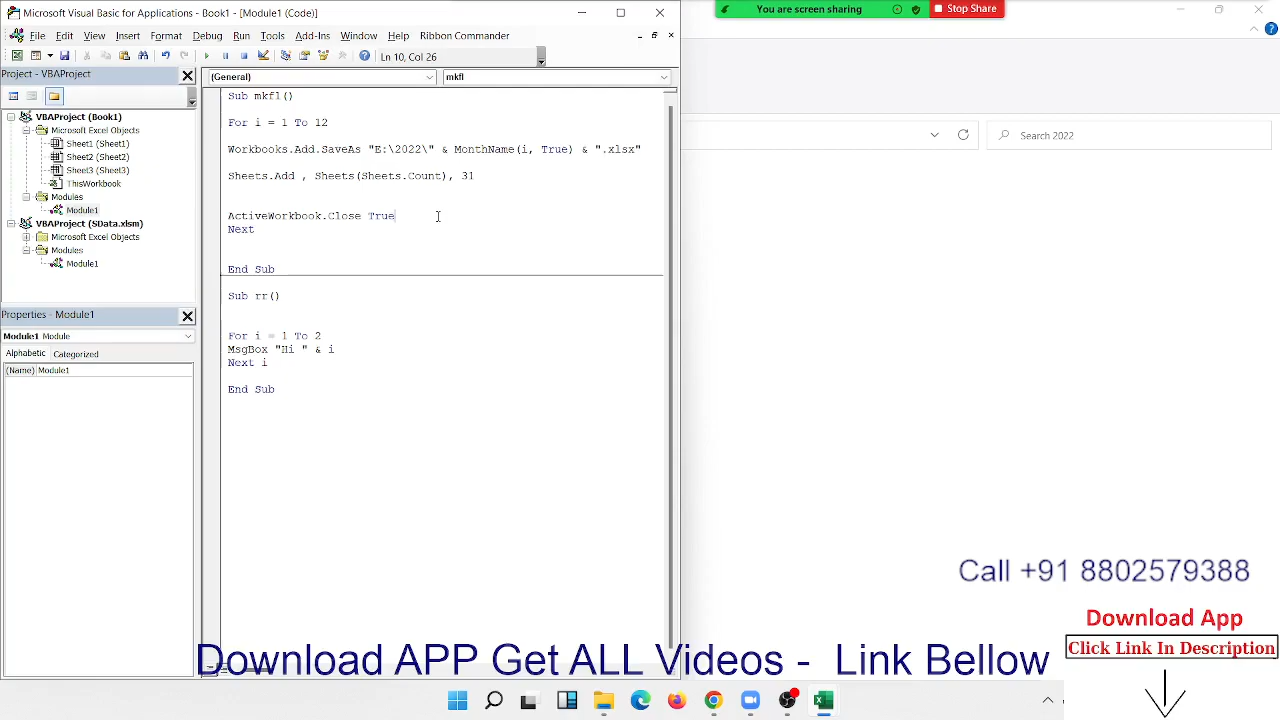 Microsoft Visual Basic for Applications - Book1 - [Module1 (Code)]
You are screen sharing
Stop Share
File Edit View Insert Format Debug Run Tools Add-Ins Window Help Ribbon Commander
Ln 10, Col 26
Project - VBAProject
(General)
mkfl
Search 2022
VBAProject (Book1)
Microsoft Excel Objects
Sheet1 (Sheet1)
Sheet2 (Sheet2)
Sheet3 (Sheet3)
ThisWorkbook
Modules
Module1
VBAProject (SData.xlsm)
Microsoft Excel Objects
Modules
Module1
Properties - Module1
Module1 Module
Alphabetic Categorized
(Name) Module1
Sub mkfl()
For i = 1 To 12
Workbooks.Add.SaveAs "E:\2022\" & MonthName(i, True) & ".xlsx"
Sheets.Add , Sheets(Sheets.Count), 31
ActiveWorkbook.Close True
Next
End Sub
Sub rr()
For i = 1 To 2
MsgBox "Hi " & i
Next i
End Sub
Call +91 8802579388
Download App
Click Link In Description
Download APP Get ALL Videos - Link Bellow